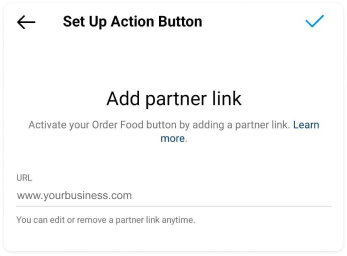 Set Up Action Button
Add partner link
Activate your Order Food button by adding a partner link. Learn
more.
URL
www.yourbusiness.com
You can edit or remove a partner link anytime.